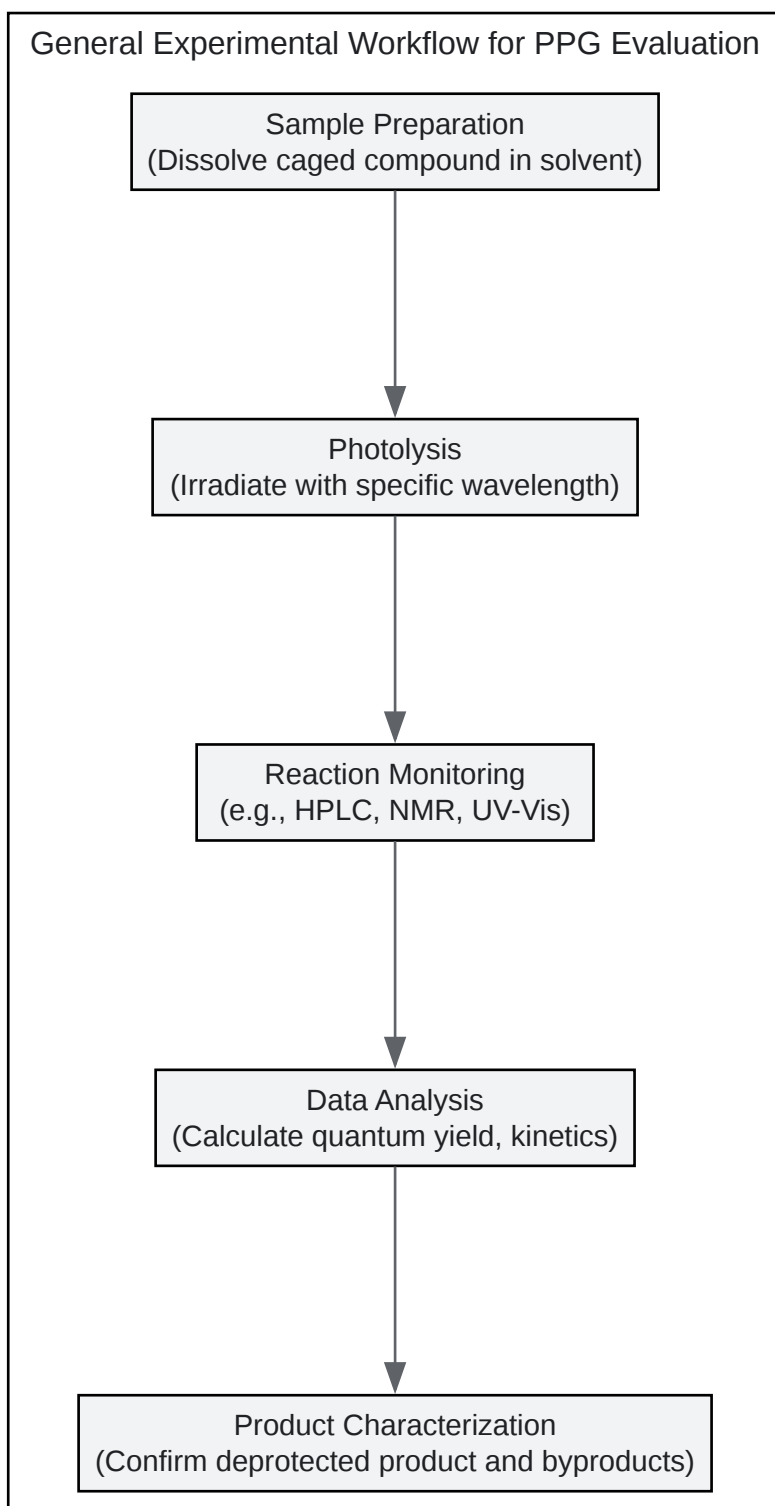 General Experimental Workflow for PPG Evaluation
Sample Preparation
(Dissolve caged compound in solvent)
Photolysis
(Irradiate with specific wavelength)
Reaction Monitoring
(e.g., HPLC, NMR, UV-Vis)
Data Analysis
(Calculate quantum yield, kinetics)
Product Characterization
(Confirm deprotected product and byproducts)